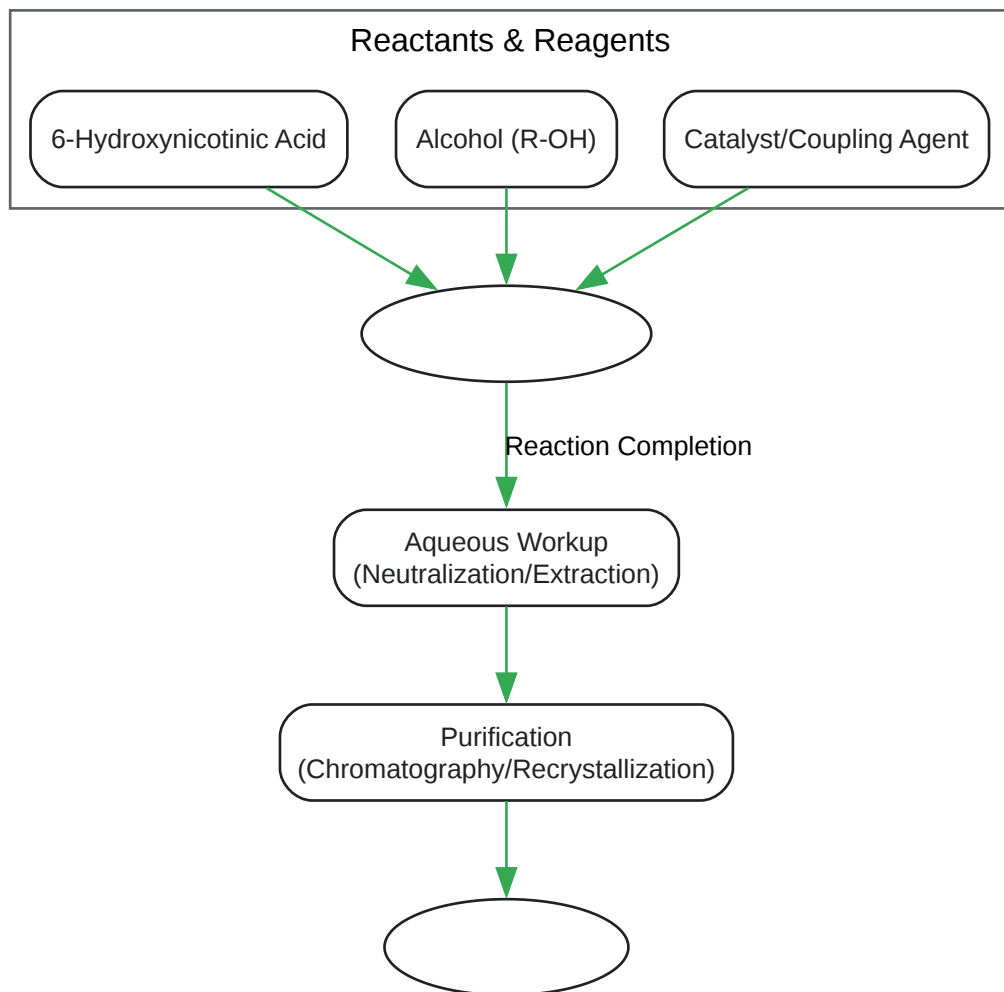 Reactants & Reagents
6-Hydroxynicotinic Acid
Alcohol (R-OH)
Catalyst/Coupling Agent
Reaction Completion
Aqueous Workup
(Neutralization/Extraction)
Purification
(Chromatography/Recrystallization)